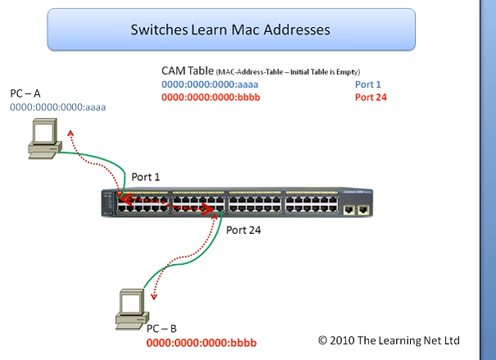 Switches Learn Mac Addresses
CAM Table (MAC-Address-Table – Initial Table is Empty)
0000:0000:0000:aaaa Port 1
0000:0000:0000:bbbb Port 24
PC – A
0000:0000:0000:aaaa
Port 1
Port 24
PC – B
0000:0000:0000:bbbb
© 2010 The Learning Net Ltd